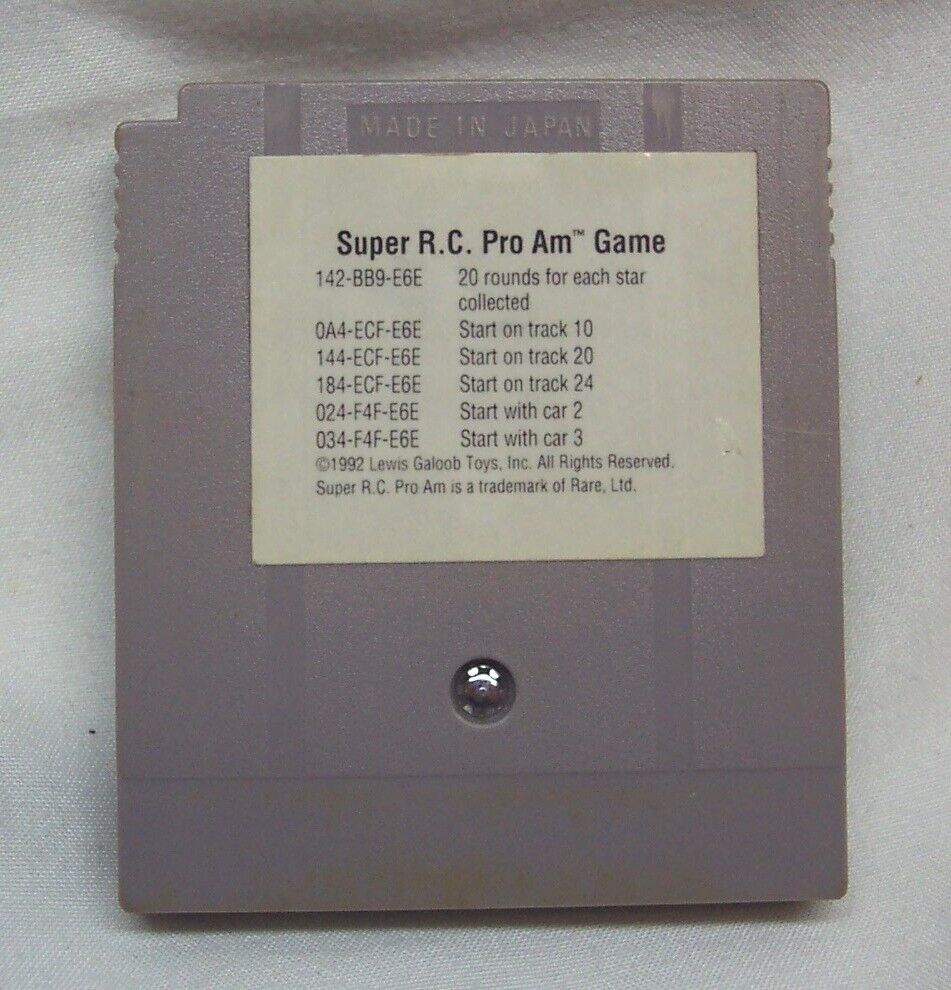 MADE IN JAPAN
Super R.C. Pro Am™ Game
142-BB9-E6E 20 rounds for each star
collected
0A4-ECF-E6E Start on track 10
144-ECF-E6E Start on track 20
184-ECF-E6E Start on track 24
024-F4F-E6E Start with car 2
034-F4F-E6E Start with car 3
©1992 Lewis Galoob Toys, Inc. All Rights Reserved.
Super R.C. Pro Am is a trademark of Rare, Ltd.